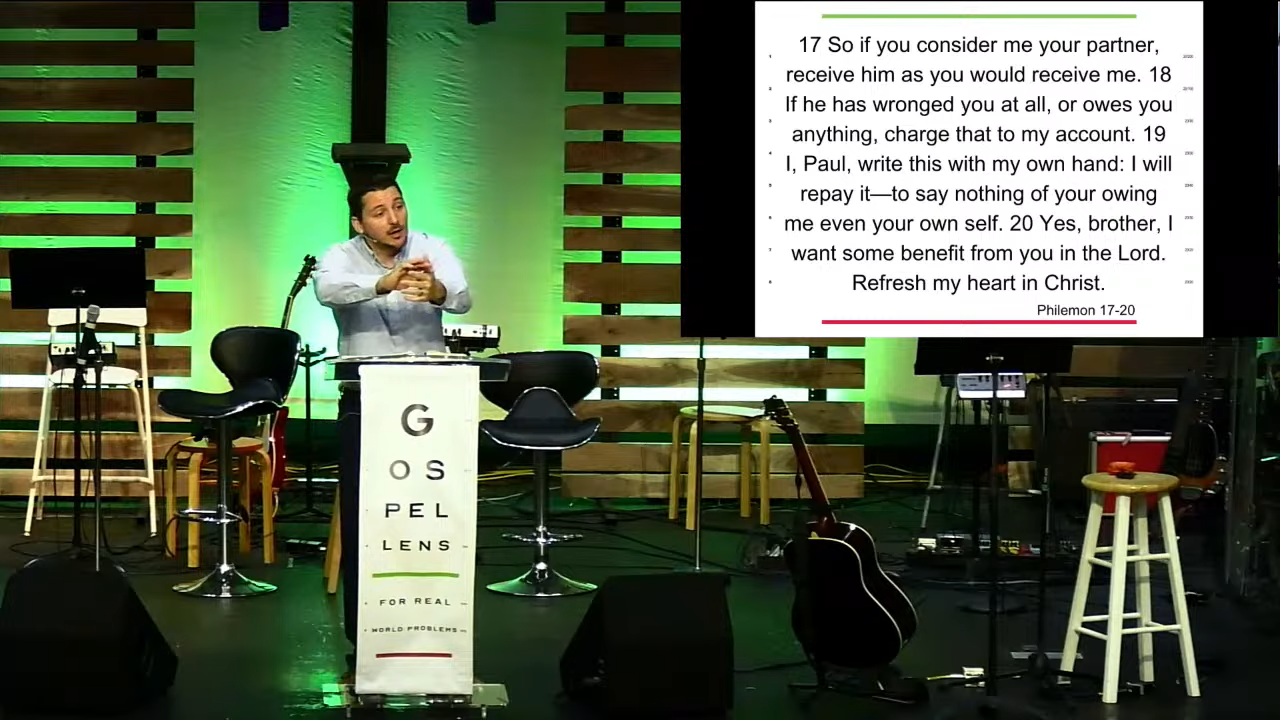 17 So if you consider me your partner,
receive him as you would receive me. 18
If he has wronged you at all, or owes you
anything, charge that to my account. 19
I, Paul, write this with my own hand: I will
repay it—to say nothing of your owing
me even your own self. 20 Yes, brother, I
want some benefit from you in the Lord.
Refresh my heart in Christ.
Philemon 17-20
G
OS
PEL
LENS
FOR REAL
WORLD PROBLEMS